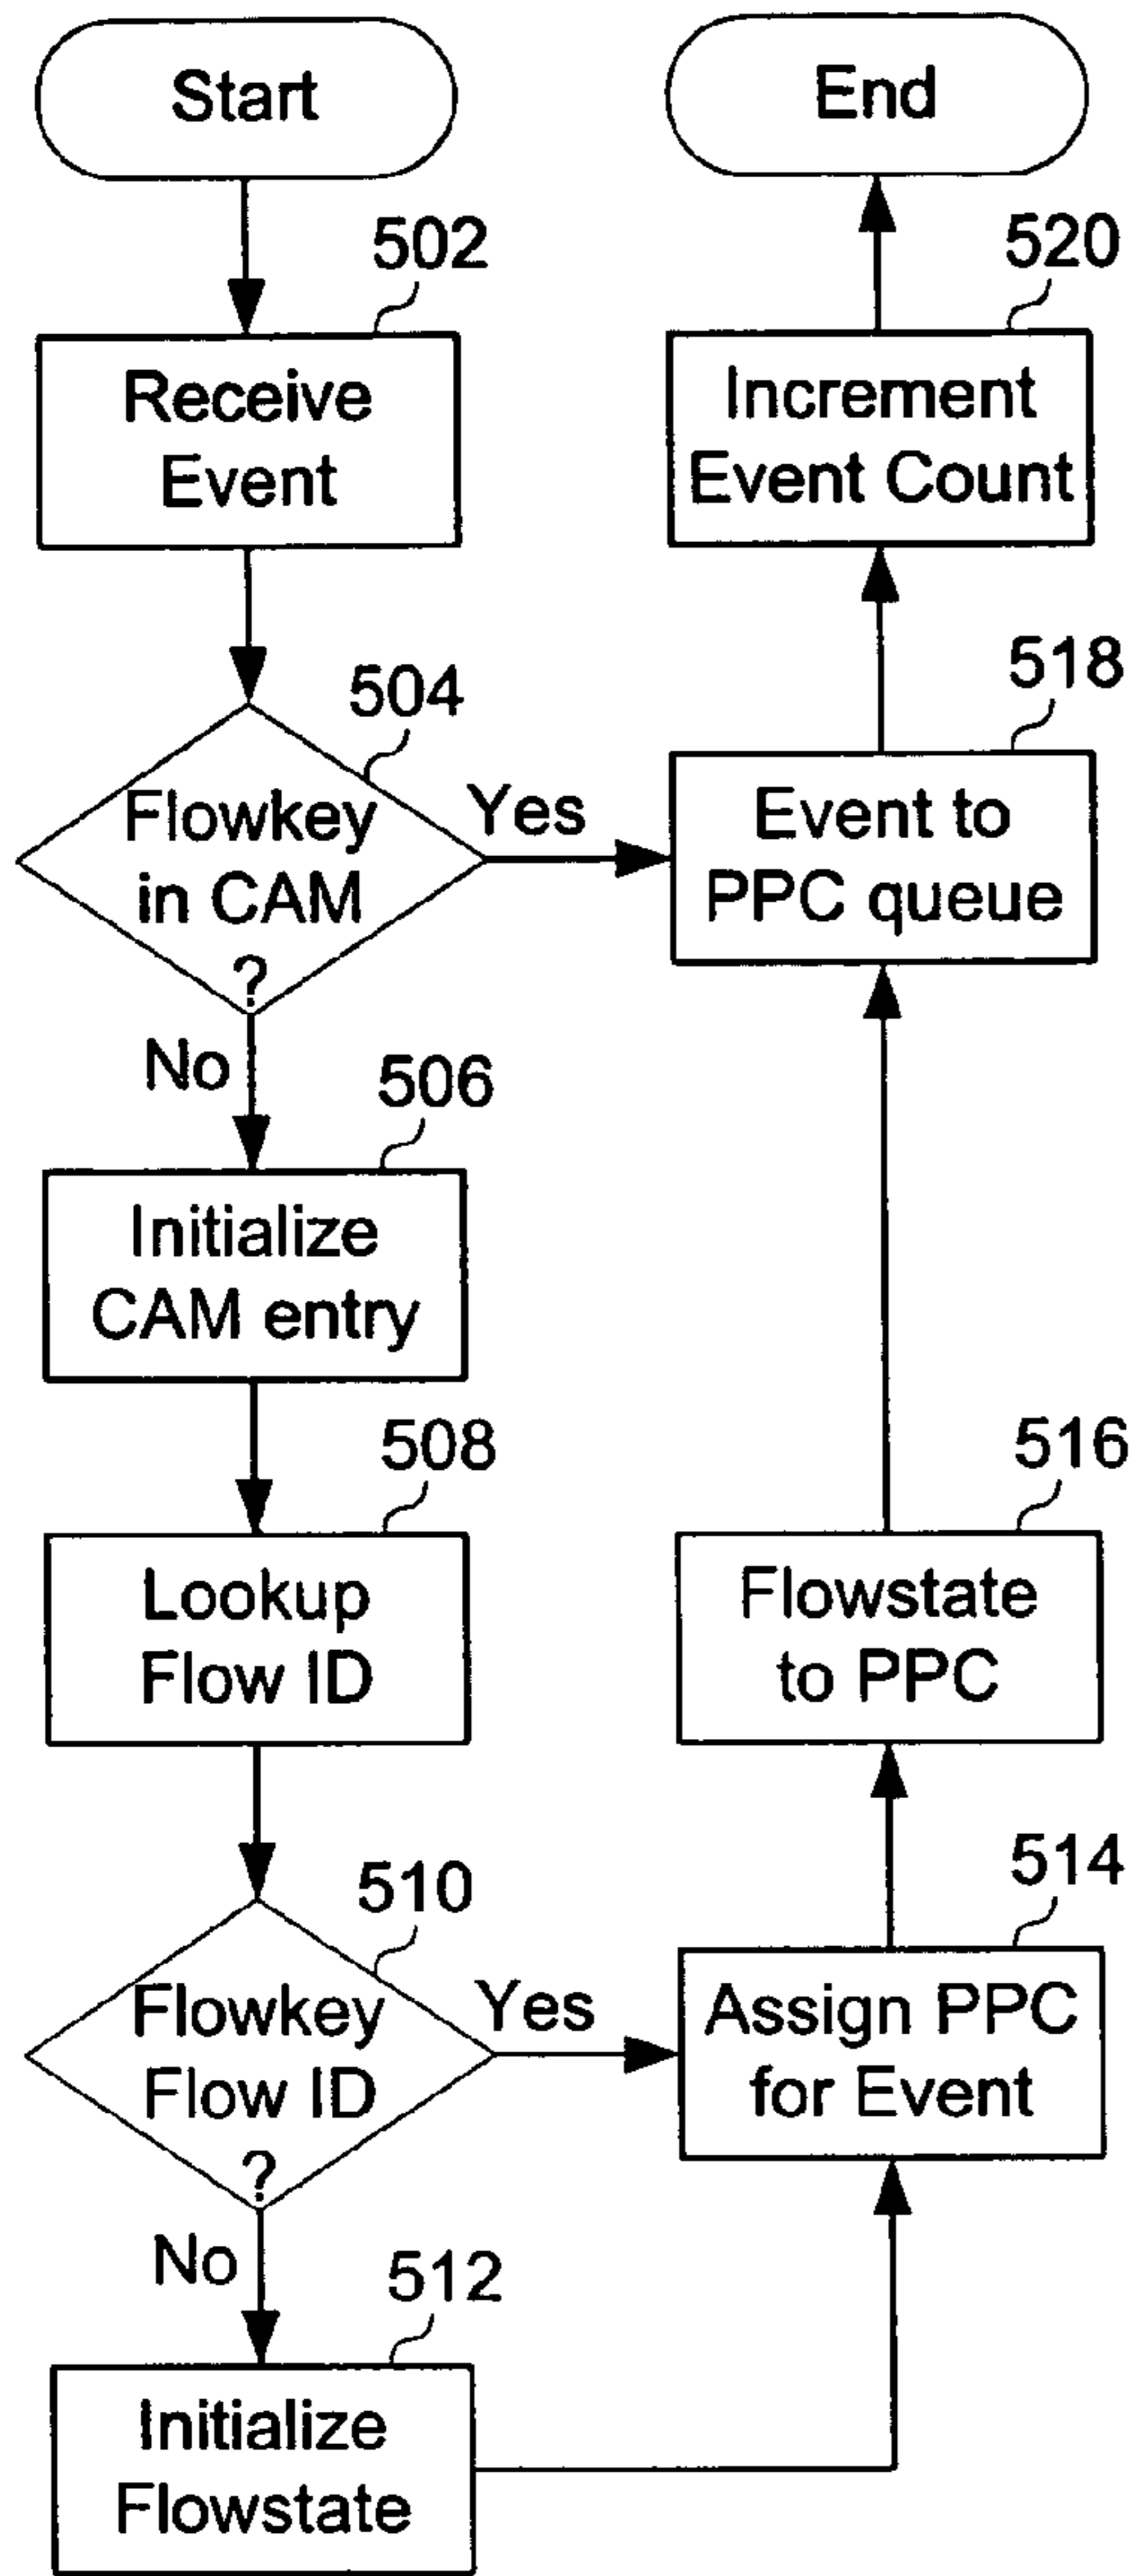 Start
502
Receive
Event
504
Flowkey
in CAM
?
Yes
No
506
Initialize
CAM entry
508
Lookup
Flow ID
510
Flowkey
Flow ID
?
Yes
No
512
Initialize
Flowstate
514
Assign PPC
for Event
516
Flowstate
to PPC
518
Event to
PPC queue
520
Increment
Event Count
End